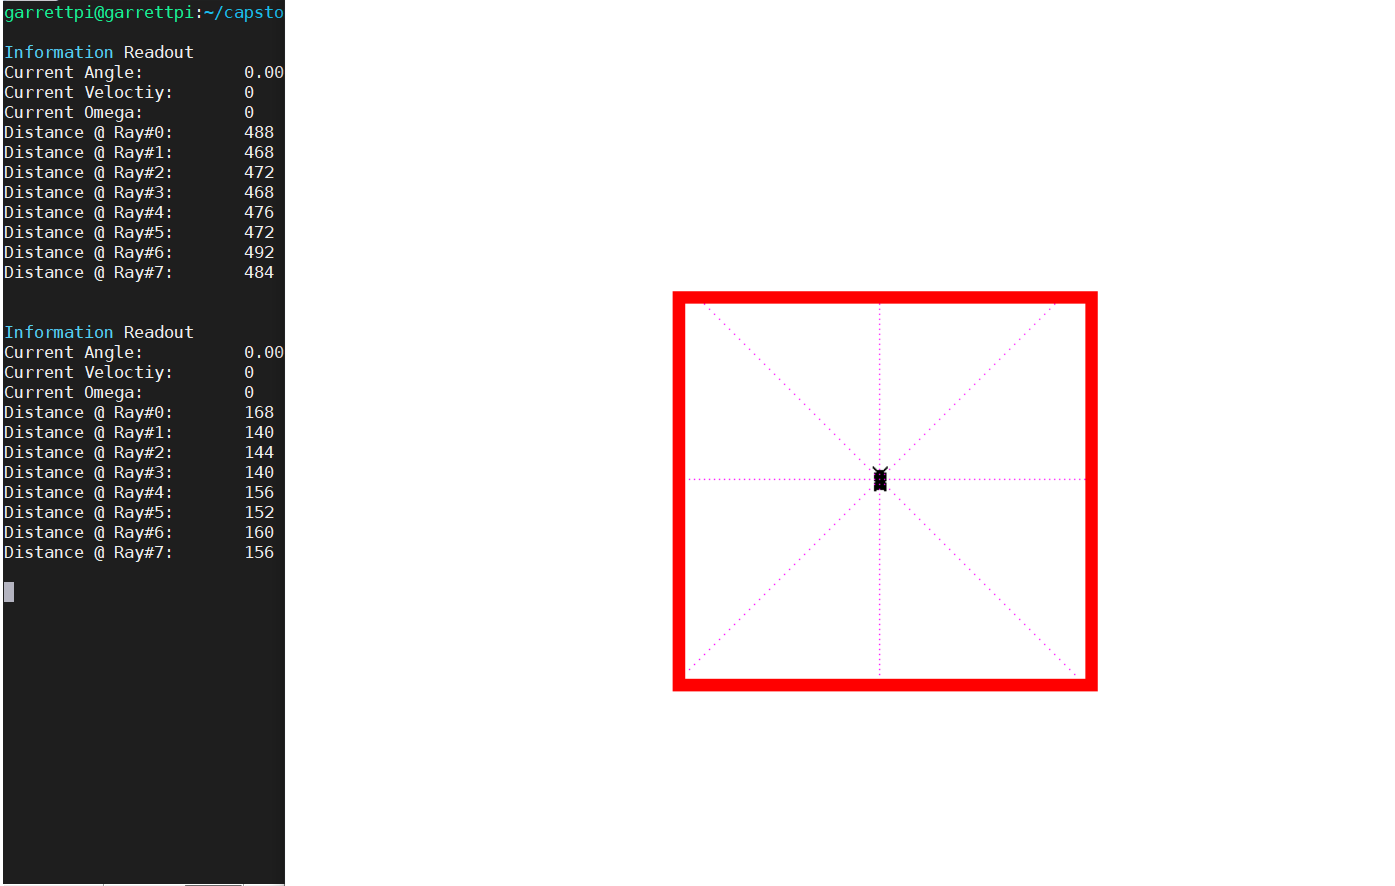 garrettpi@garrettpi:~/capsto
Information Readout
Current Angle: 0.00
Current Veloctiy: 0
Current Omega: 0
Distance @ Ray#0: 488
Distance @ Ray#1: 468
Distance @ Ray#2: 472
Distance @ Ray#3: 468
Distance @ Ray#4: 476
Distance @ Ray#5: 472
Distance @ Ray#6: 492
Distance @ Ray#7: 484
Information Readout
Current Angle: 0.00
Current Veloctiy: 0
Current Omega: 0
Distance @ Ray#0: 168
Distance @ Ray#1: 140
Distance @ Ray#2: 144
Distance @ Ray#3: 140
Distance @ Ray#4: 156
Distance @ Ray#5: 152
Distance @ Ray#6: 160
Distance @ Ray#7: 156